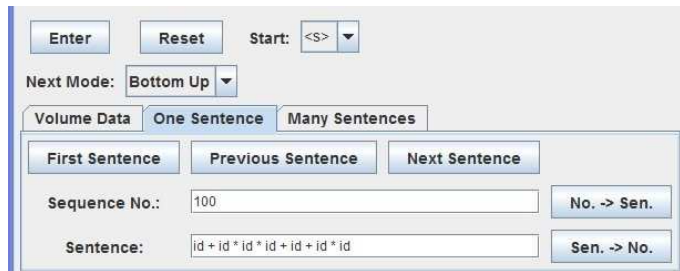 Enter Reset Start: <s>
Next Mode: Bottom Up
Volume Data One Sentence Many Sentences
First Sentence Previous Sentence Next Sentence
Sequence No.: 100 No. -> Sen.
Sentence: id + id * id * id + id + id * id Sen. -> No.